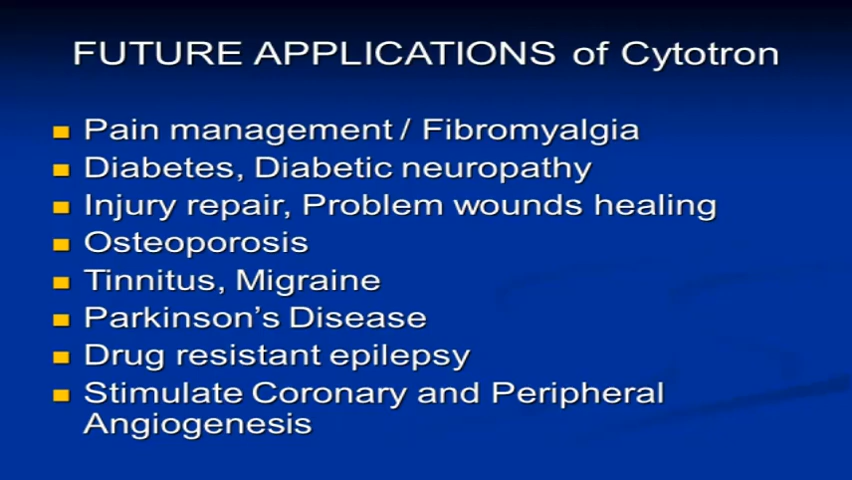 FUTURE APPLICATIONS of Cytotron
Pain management / Fibromyalgia
Diabetes, Diabetic neuropathy
Injury repair, Problem wounds healing
Osteoporosis
Tinnitus, Migraine
Parkinson's Disease
Drug resistant epilepsy
Stimulate Coronary and Peripheral
Angiogenesis